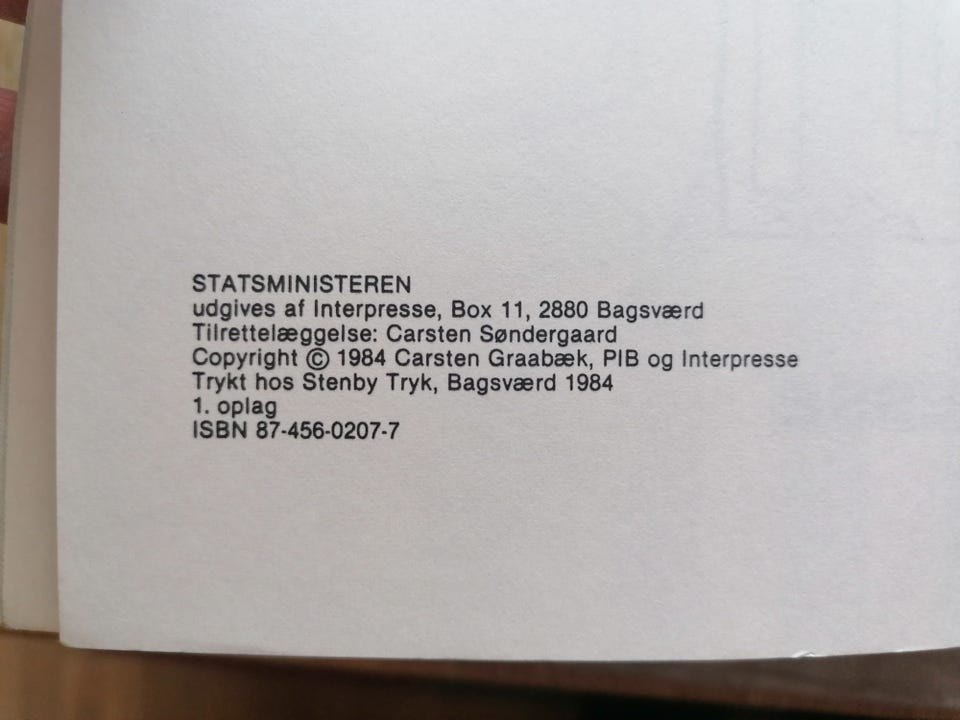 STATSMINISTEREN
udgives af Interpresse, Box 11, 2880 Bagsværd
Tilrettelæggelse: Carsten Søndergaard
Copyright © 1984 Carsten Graabæk, PIB og Interpresse
Trykt hos Stenby Tryk, Bagsværd 1984
1. oplag
ISBN 87-456-0207-7